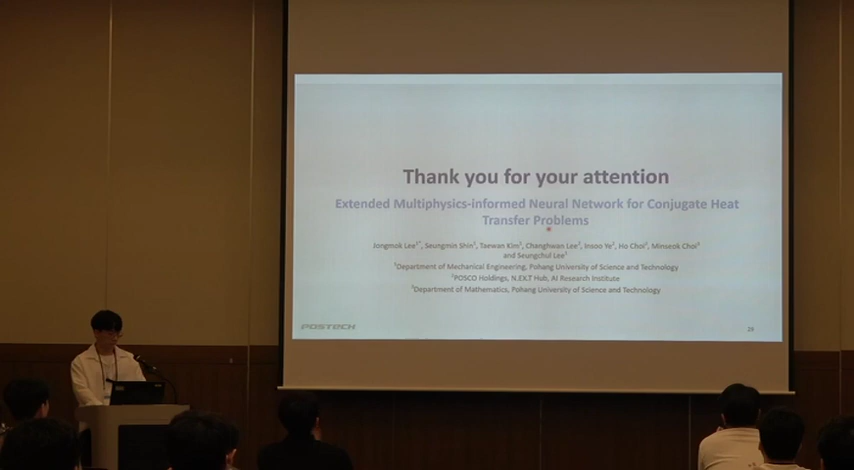 Thank you for your attention
Extended Multiphysics-informed Neural Network for Conjugate Heat
Transfer Problems
Jongmok Lee¹*, Seungmin Shin¹, Taewan Kim¹, Changhwan Lee¹, Inoo Ye¹, Ho Choi², Minseok Choi³
and Seungchul Lee¹
¹Department of Mechanical Engineering, Pohang University of Science and Technology
²POSCO Holdings, N.EX.T Hub, AI Research Institute
³Department of Mathematics, Pohang University of Science and Technology
POSTECH